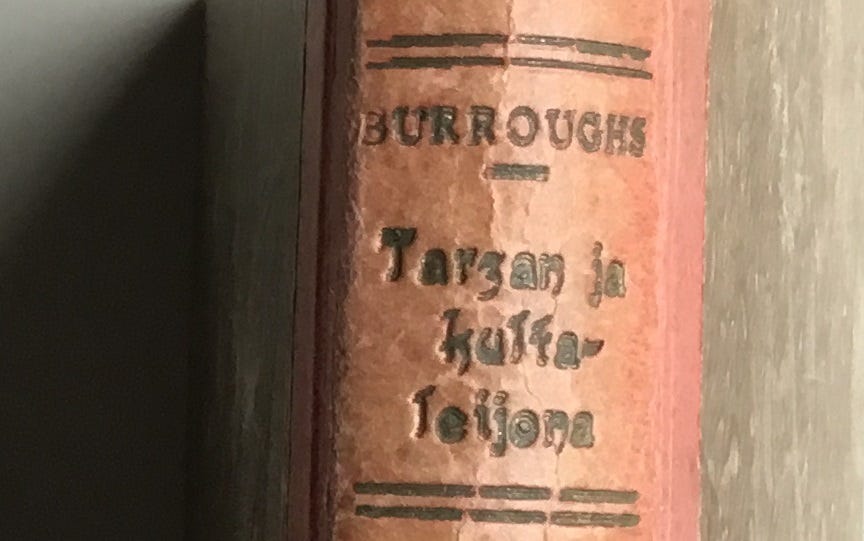 BURROUGHS
Tarzan ja
kulta-
leijona